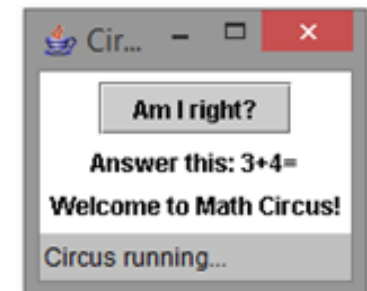 Cir...
Am I right?
Answer this: 3+4=
Welcome to Math Circus!
Circus running...